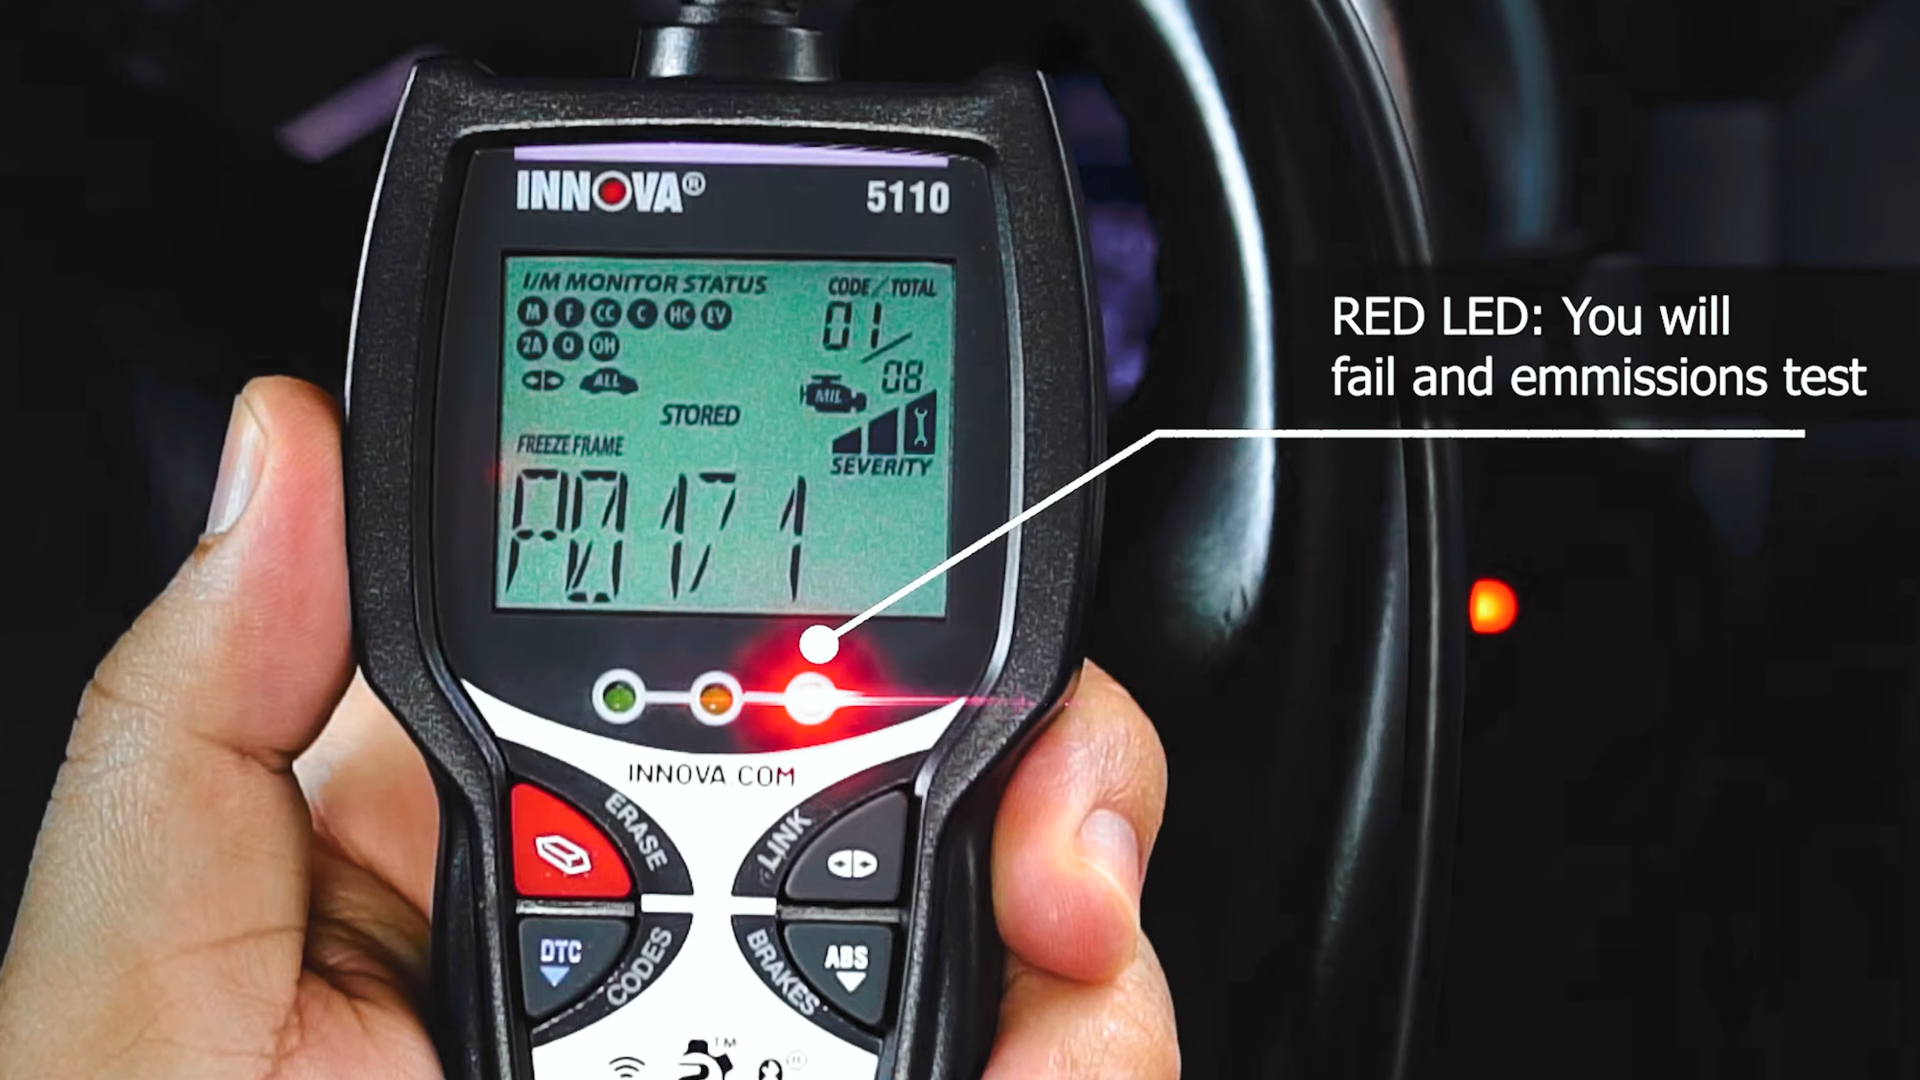 INNOVA® 5110
I/M MONITOR STATUS
CODE / TOTAL
M F CC C HC EV
01/
2A O OH
08
ALL
MIL
STORED
FREEZE FRAME
SEVERITY
P0171
RED LED: You will
fail and emmissions test
INNOVA.COM
ERASE
LINK
DTC
CODES
BRAKES
ABS
TM